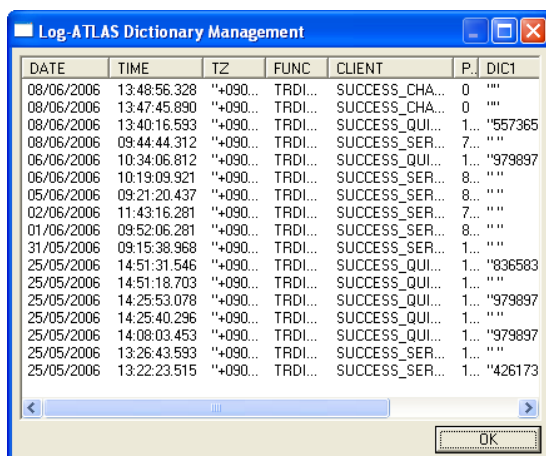 Log-ATLAS Dictionary Management
DATE TIME TZ FUNC CLIENT P.. DIC1
08/06/2006 13:48:56.328 "+090... TRDI... SUCCESS_CHA... 0 ""
08/06/2006 13:47:45.890 "+090... TRDI... SUCCESS_CHA... 0 ""
08/06/2006 13:40:16.593 "+090... TRDI... SUCCESS_QUI... 1... "557365
08/06/2006 09:44:44.312 "+090... TRDI... SUCCESS_SER... 7... " "
06/06/2006 10:34:06.812 "+090... TRDI... SUCCESS_QUI... 1... "979897
06/06/2006 10:19:09.921 "+090... TRDI... SUCCESS_SER... 8... " "
05/06/2006 09:21:20.437 "+090... TRDI... SUCCESS_SER... 8... " "
02/06/2006 11:43:16.281 "+090... TRDI... SUCCESS_SER... 7... " "
01/06/2006 09:52:06.281 "+090... TRDI... SUCCESS_SER... 8... " "
31/05/2006 09:15:38.968 "+090... TRDI... SUCCESS_SER... 1... " "
25/05/2006 14:51:31.546 "+090... TRDI... SUCCESS_QUI... 1... "836583
25/05/2006 14:51:18.703 "+090... TRDI... SUCCESS_QUI... 1... " "
25/05/2006 14:25:53.078 "+090... TRDI... SUCCESS_QUI... 1... "979897
25/05/2006 14:25:40.296 "+090... TRDI... SUCCESS_QUI... 1... " "
25/05/2006 14:08:03.453 "+090... TRDI... SUCCESS_QUI... 1... "979897
25/05/2006 13:26:43.593 "+090... TRDI... SUCCESS_SER... 1... " "
25/05/2006 13:22:23.515 "+090... TRDI... SUCCESS_SER... 1... "426173
OK